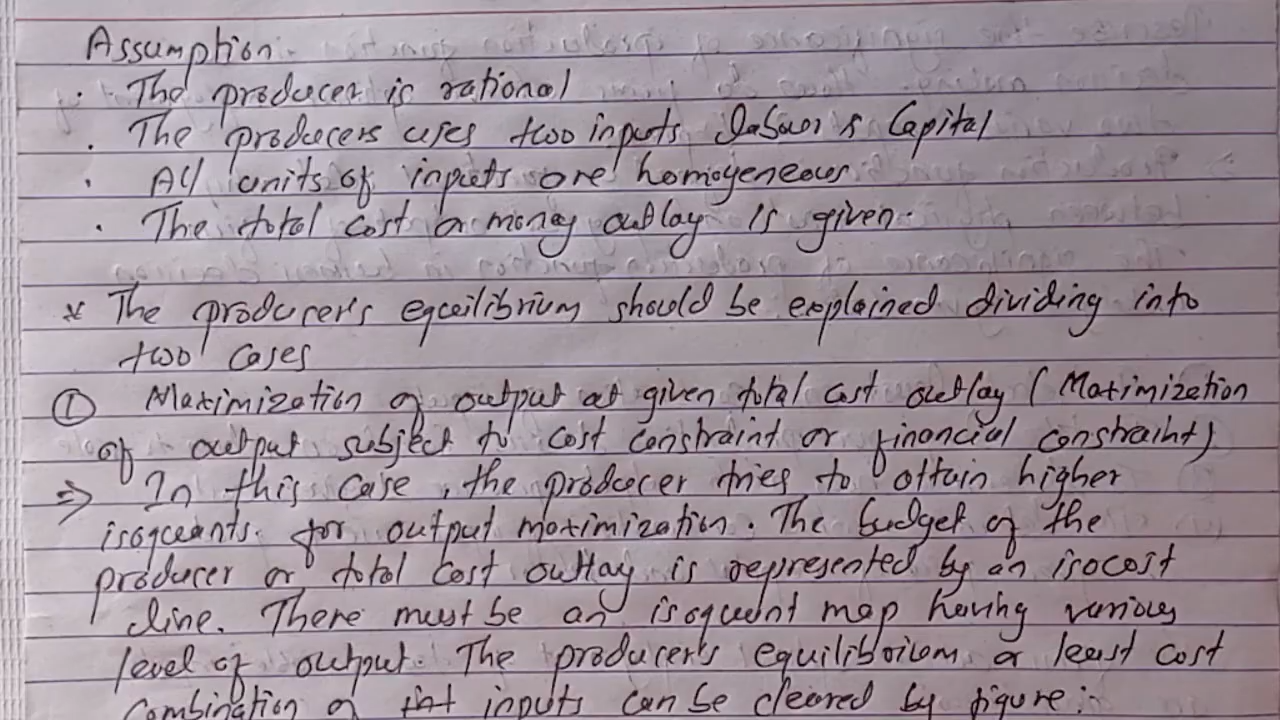 Assumption.
· The producer is rational
· The producers uses two inputs Labour & Capital
· All units of inputs are homogeneous
· The total cost or money outlay is given.
* The producer's equilibrium should be explained dividing into
two cases
① Maximization of output at given total cost outlay (Maximization
of output subject to cost constraint or financial constraint)
⇒ In this case, the producer tries to attain higher
isoquants for output maximization. The budget of the
producer or total cost outlay is represented by an isocost
line. There must be an isoquant map having various
level of output. The producer's equilibrium or least cost
combination of inputs can be cleared by figure:-